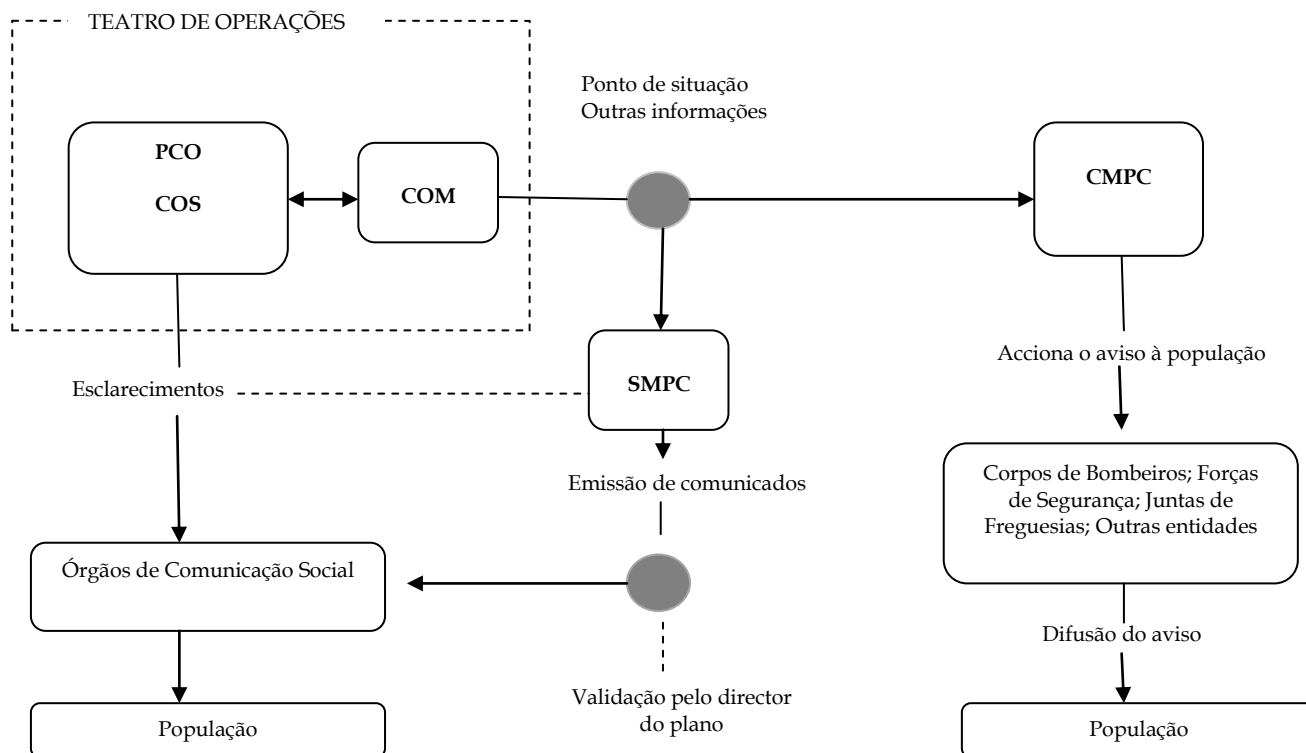 TEATRO DE OPERAÇÕES
Ponto de situação
Outras informações
PCO
COS
COM
CMPC
SMPC
Acciona o aviso à população
Esclarecimentos
Emissão de comunicados
Corpos de Bombeiros; Forças
de Segurança; Juntas de
Freguesias; Outras entidades
Órgãos de Comunicação Social
Difusão do aviso
Validação pelo director
do plano
População
População